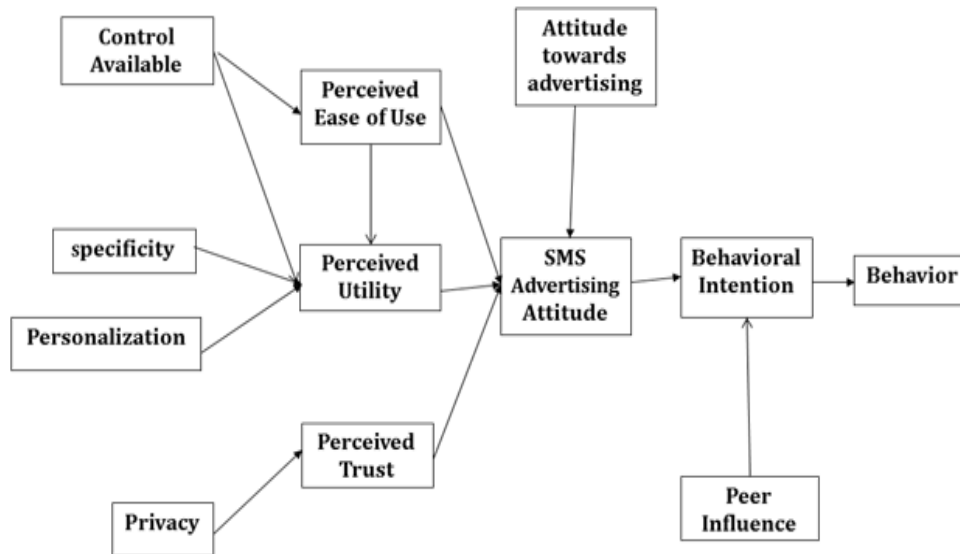 Control
Available
Attitude
towards
advertising
Perceived
Ease of Use
specificity
Perceived
Utility
SMS
Advertising
Attitude
Behavioral
Intention
Behavior
Personalization
Perceived
Trust
Privacy
Peer
Influence